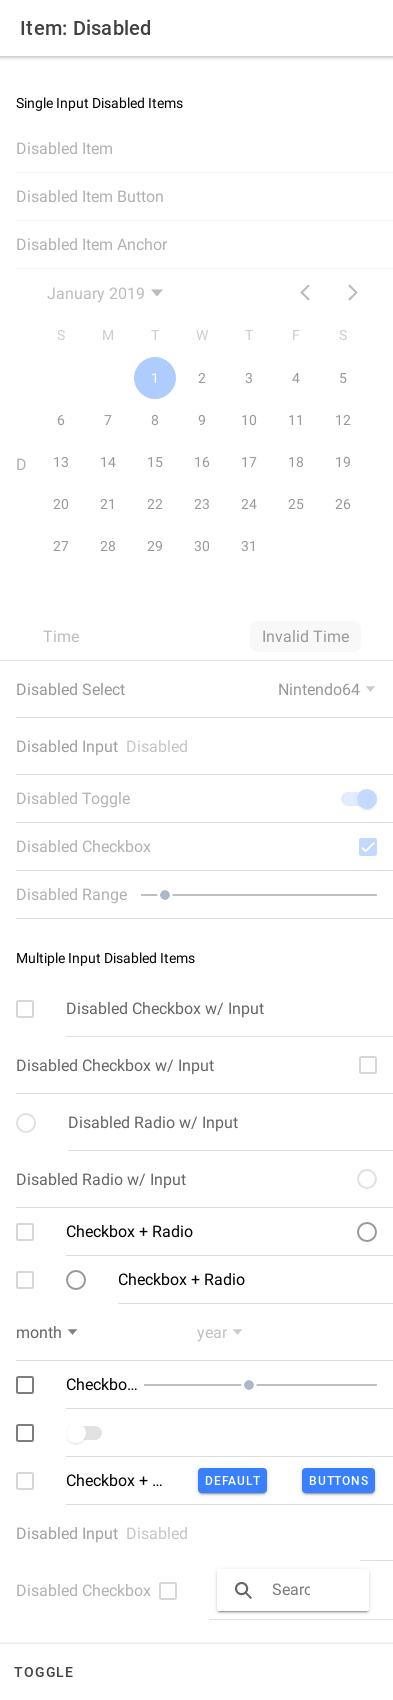 Item: Disabled
Single Input Disabled Items
Disabled Item
Disabled Item Button
Disabled Item Anchor
January 2019
S M T W T F S
1 2 3 4 5
6 7 8 9 10 11 12
D 13 14 15 16 17 18 19
20 21 22 23 24 25 26
27 28 29 30 31
Time Invalid Time
Disabled Select Nintendo64
Disabled Input Disabled
Disabled Toggle
Disabled Checkbox
Disabled Range
Multiple Input Disabled Items
Disabled Checkbox w/ Input
Disabled Checkbox w/ Input
Disabled Radio w/ Input
Disabled Radio w/ Input
Checkbox + Radio
Checkbox + Radio
month year
Checkbo...
Checkbox + ... DEFAULT BUTTONS
Disabled Input Disabled
Disabled Checkbox Searc
TOGGLE